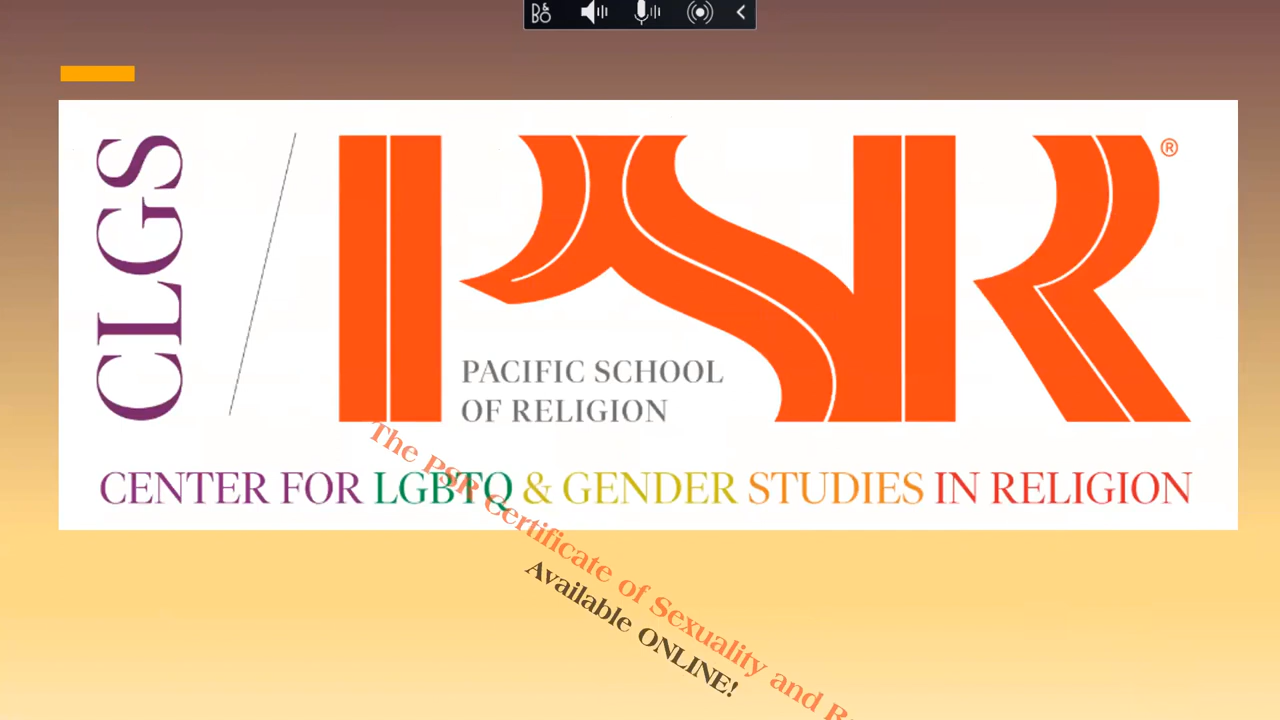 B&O
CLGS
PSR®
PACIFIC SCHOOL
OF RELIGION
CENTER FOR LGBTQ & GENDER STUDIES IN RELIGION
The PSR Certificate of Sexuality and
Available ONLINE!